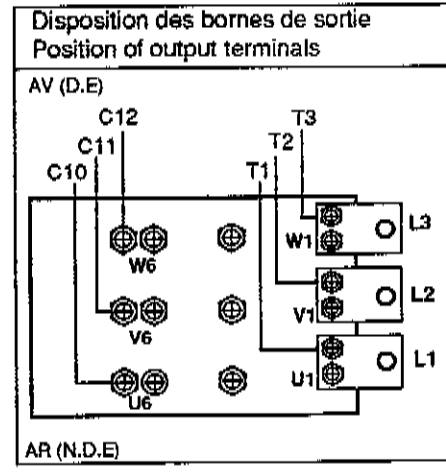 Disposition des bornes de sortie
Position of output terminals
AV (D.E)
C12
T3
C11
T2
C10
T1
L3
W1
W6
L2
V1
V6
L1
U1
U6
AR (N.D.E)